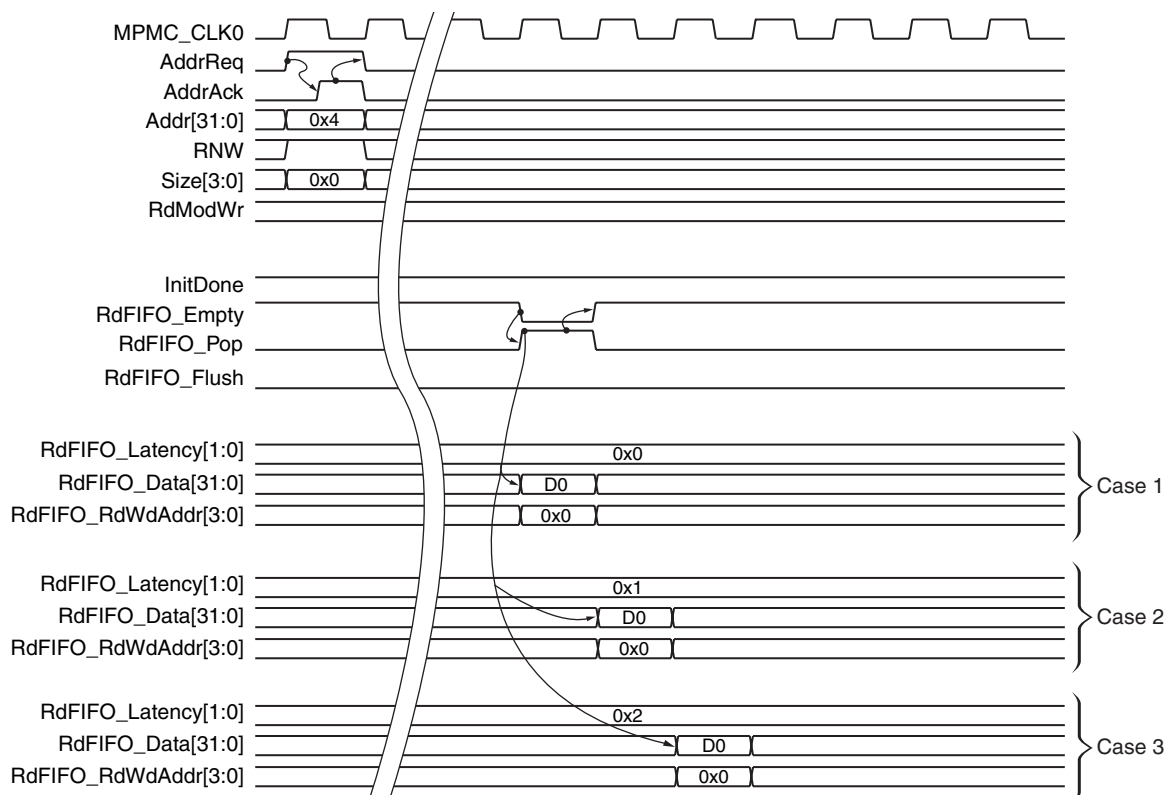 MPMC_CLK0
AddrReq
AddrAck
Addr[31:0] 0x4
RNW
Size[3:0] 0x0
RdModWr
InitDone
RdFIFO_Empty
RdFIFO_Pop
RdFIFO_Flush
RdFIFO_Latency[1:0] 0x0
RdFIFO_Data[31:0] D0 Case 1
RdFIFO_RdWdAddr[3:0] 0x0
RdFIFO_Latency[1:0] 0x1
RdFIFO_Data[31:0] D0 Case 2
RdFIFO_RdWdAddr[3:0] 0x0
RdFIFO_Latency[1:0] 0x2
RdFIFO_Data[31:0] D0 Case 3
RdFIFO_RdWdAddr[3:0] 0x0